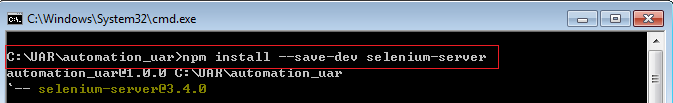 C:\Windows\System32\cmd.exe
C:\UAR\automation_uar>npm install --save-dev selenium-server
automation_uar@1.0.0 C:\UAR\automation_uar
`-- selenium-server@3.4.0